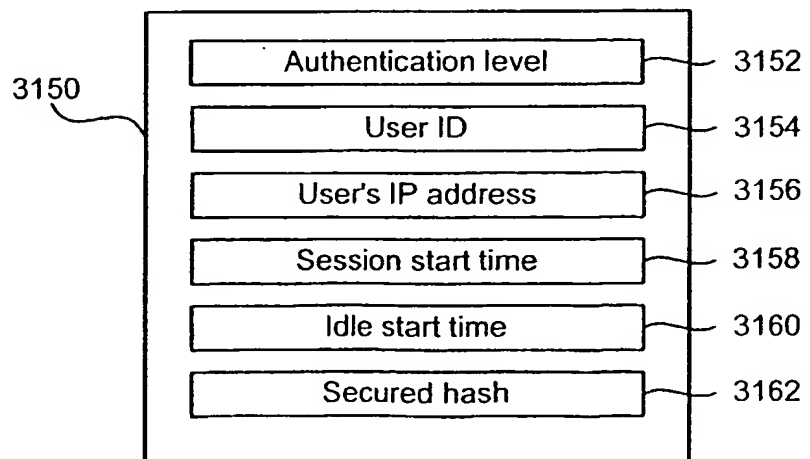 Authentication level 3152
3150
User ID 3154
User's IP address 3156
Session start time 3158
Idle start time 3160
Secured hash 3162